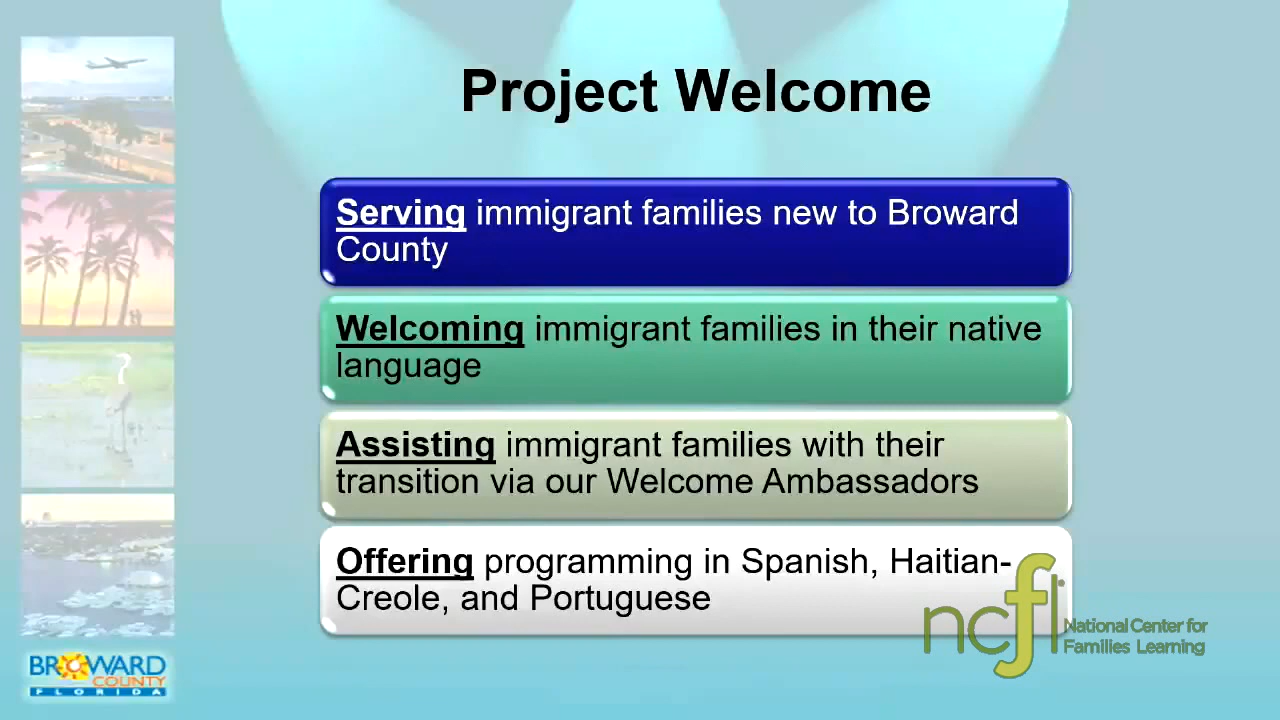 Project Welcome
Serving immigrant families new to Broward
County
Welcoming immigrant families in their native
language
Assisting immigrant families with their
transition via our Welcome Ambassadors
Offering programming in Spanish, Haitian-
Creole, and Portuguese
ncfl
National Center for
Families Learning
BROWARD
COUNTY
FLORIDA